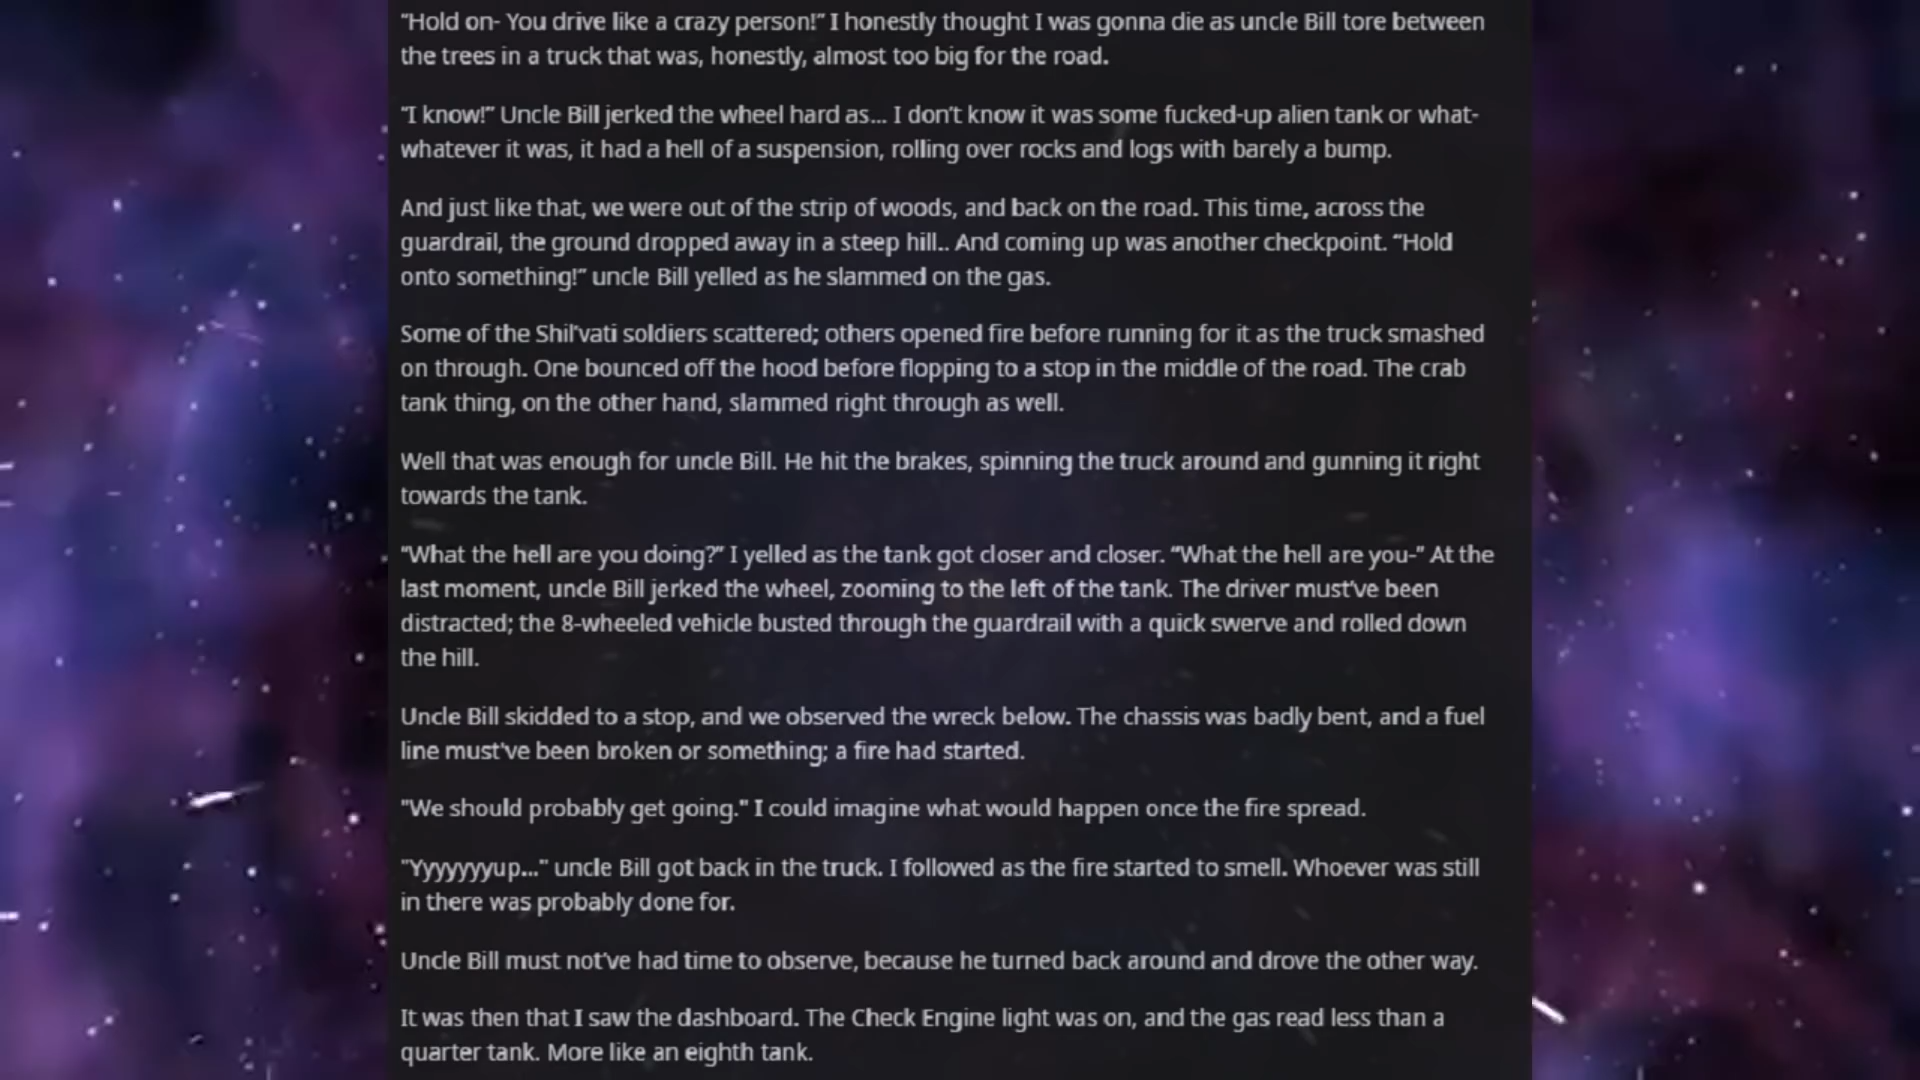 “Hold on- You drive like a crazy person!” I honestly thought I was gonna die as uncle Bill tore between
the trees in a truck that was, honestly, almost too big for the road.
“I know!” Uncle Bill jerked the wheel hard as... I don’t know it was some fucked-up alien tank or what-
whatever it was, it had a hell of a suspension, rolling over rocks and logs with barely a bump.
And just like that, we were out of the strip of woods, and back on the road. This time, across the
guardrail, the ground dropped away in a steep hill.. And coming up was another checkpoint. “Hold
onto something!” uncle Bill yelled as he slammed on the gas.
Some of the Shil’vati soldiers scattered; others opened fire before running for it as the truck smashed
on through. One bounced off the hood before flopping to a stop in the middle of the road. The crab
tank thing, on the other hand, slammed right through as well.
Well that was enough for uncle Bill. He hit the brakes, spinning the truck around and gunning it right
towards the tank.
“What the hell are you doing?” I yelled as the tank got closer and closer. “What the hell are you-” At the
last moment, uncle Bill jerked the wheel, zooming to the left of the tank. The driver must’ve been
distracted; the 8-wheeled vehicle busted through the guardrail with a quick swerve and rolled down
the hill.
Uncle Bill skidded to a stop, and we observed the wreck below. The chassis was badly bent, and a fuel
line must've been broken or something; a fire had started.
"We should probably get going." I could imagine what would happen once the fire spread.
"Yyyyyyyup..." uncle Bill got back in the truck. I followed as the fire started to smell. Whoever was still
in there was probably done for.
Uncle Bill must not’ve had time to observe, because he turned back around and drove the other way.
It was then that I saw the dashboard. The Check Engine light was on, and the gas read less than a
quarter tank. More like an eighth tank.